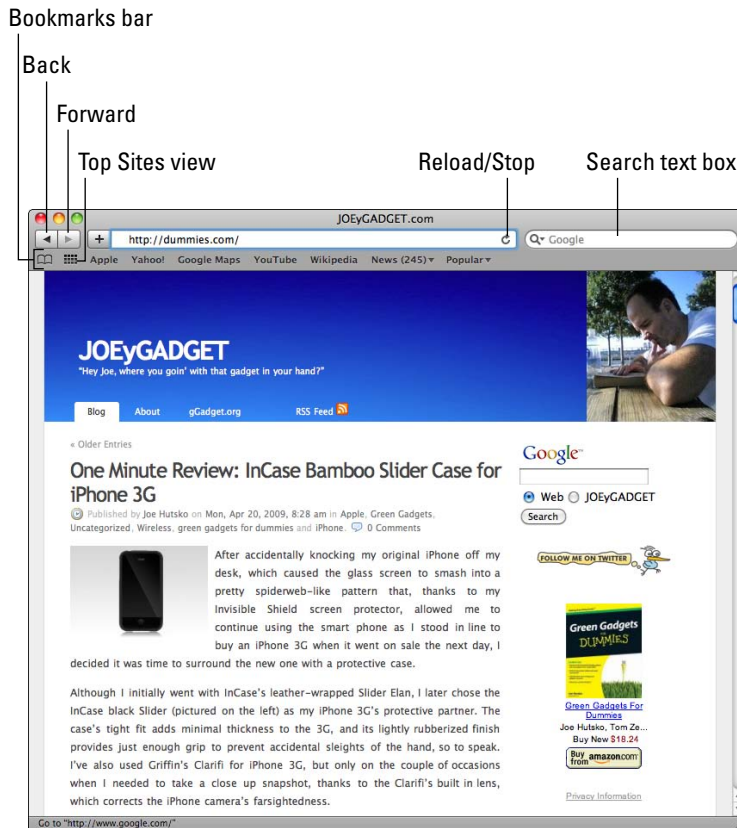 Bookmarks bar
Back
Forward
Top Sites view
Reload/Stop
Search text box
JOEyGADGET.com
http://dummies.com/
Google
Apple Yahoo! Google Maps YouTube Wikipedia News (245) Popular
JOEyGADGET
"Hey Joe, where you goin' with that gadget in your hand?"
Blog About gGadget.org RSS Feed
« Older Entries
One Minute Review: InCase Bamboo Slider Case for
iPhone 3G
Published by Joe Hutsko on Mon, Apr 20, 2009, 8:28 am in Apple, Green Gadgets,
Uncategorized, Wireless, green gadgets for dummies and iPhone. 0 Comments
After accidentally knocking my original iPhone off my
desk, which caused the glass screen to smash into a
pretty spiderweb-like pattern that, thanks to my
Invisible Shield screen protector, allowed me to
continue using the smart phone as I stood in line to
buy an iPhone 3G when it went on sale the next day, I
decided it was time to surround the new one with a protective case.
Although I initially went with InCase's leather-wrapped Slider Elan, I later chose the
InCase black Slider (pictured on the left) as my iPhone 3G's protective partner. The
case's tight fit adds minimal thickness to the 3G, and its lightly rubberized finish
provides just enough grip to prevent accidental sleights of the hand, so to speak.
I've also used Griffin's Clarifi for iPhone 3G, but only on the couple of occasions
when I needed to take a close up snapshot, thanks to the Clarifi's built in lens,
which corrects the iPhone camera's farsightedness.
Google
Web JOEyGADGET
Search
FOLLOW ME ON TWITTER
Green Gadgets
DUMMIES
Green Gadgets For
Dummies
Joe Hutsko, Tom Ze...
Buy New $18.24
Buy from amazon.com
Privacy Information
Go to "http://www.google.com/"